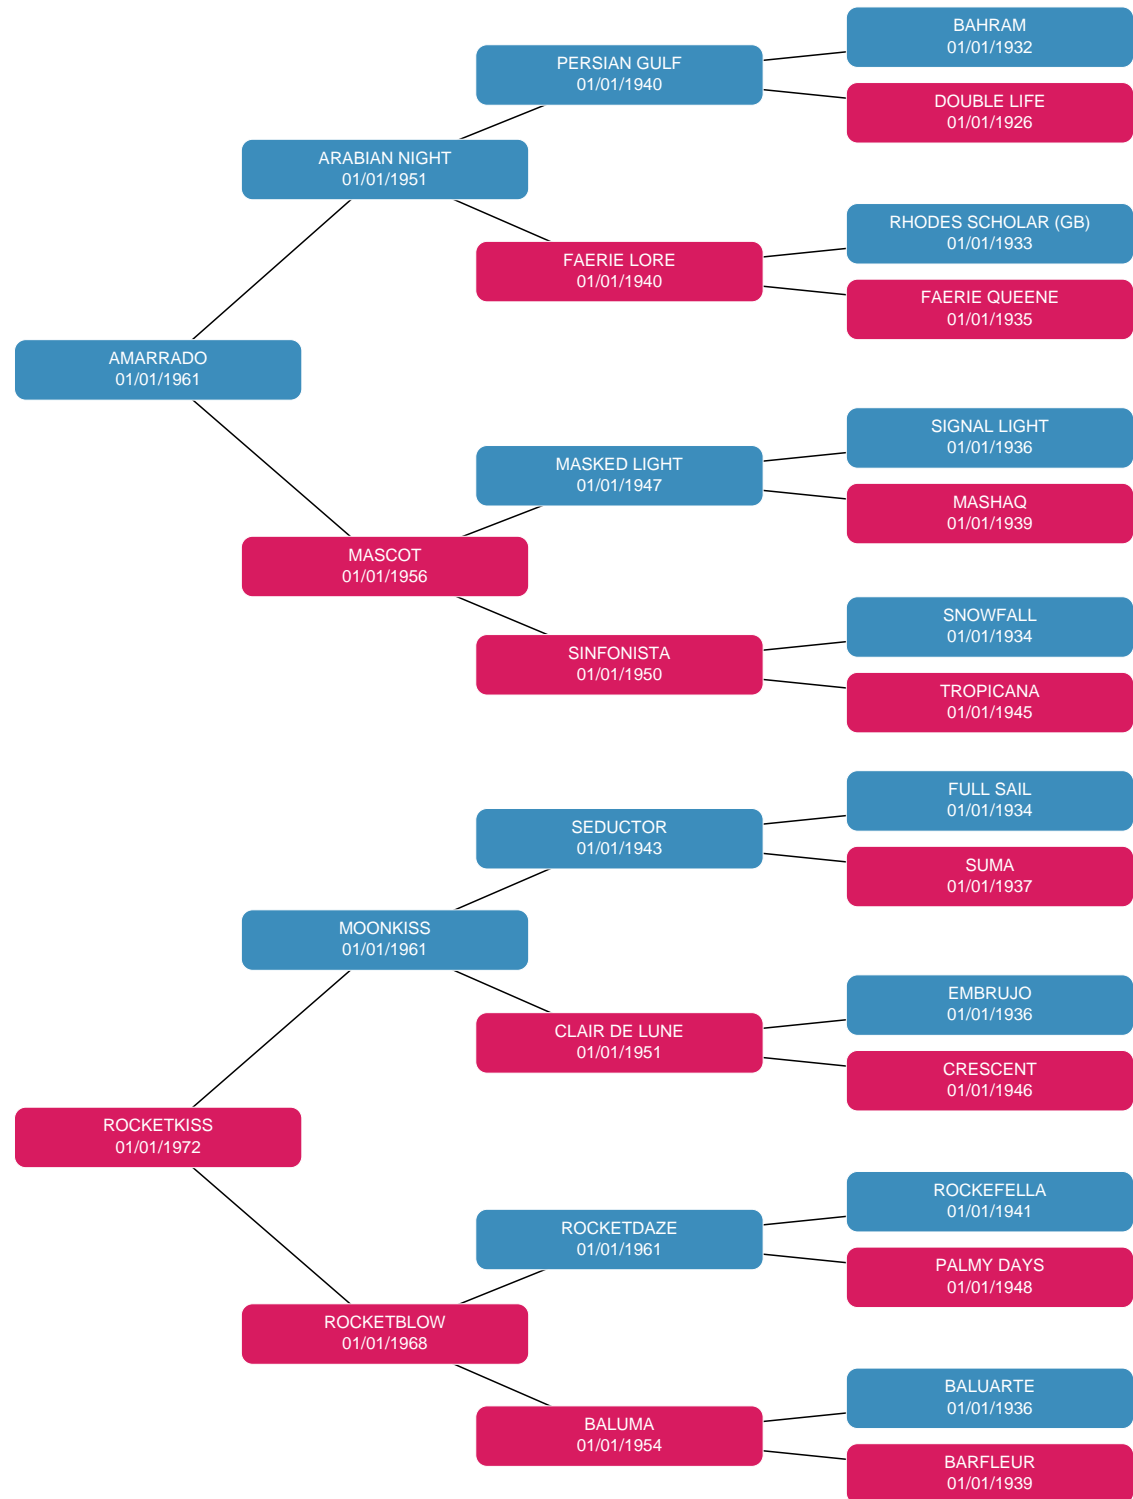 BAHRAM
01/01/1932
PERSIAN GULF
01/01/1940
DOUBLE LIFE
01/01/1926
ARABIAN NIGHT
01/01/1951
RHODES SCHOLAR (GB)
01/01/1933
FAERIE LORE
01/01/1940
FAERIE QUEENE
01/01/1935
AMARRADO
01/01/1961
SIGNAL LIGHT
01/01/1936
MASKED LIGHT
01/01/1947
MASHAQ
01/01/1939
MASCOT
01/01/1956
SNOWFALL
01/01/1934
SINFONISTA
01/01/1950
TROPICANA
01/01/1945
FULL SAIL
01/01/1934
SEDUCTOR
01/01/1943
SUMA
01/01/1937
MOONKISS
01/01/1961
EMBRUJO
01/01/1936
CLAIR DE LUNE
01/01/1951
CRESCENT
01/01/1946
ROCKETKISS
01/01/1972
ROCKEFELLA
01/01/1941
ROCKETDAZE
01/01/1961
PALMY DAYS
01/01/1948
ROCKETBLOW
01/01/1968
BALUARTE
01/01/1936
BALUMA
01/01/1954
BARFLEUR
01/01/1939